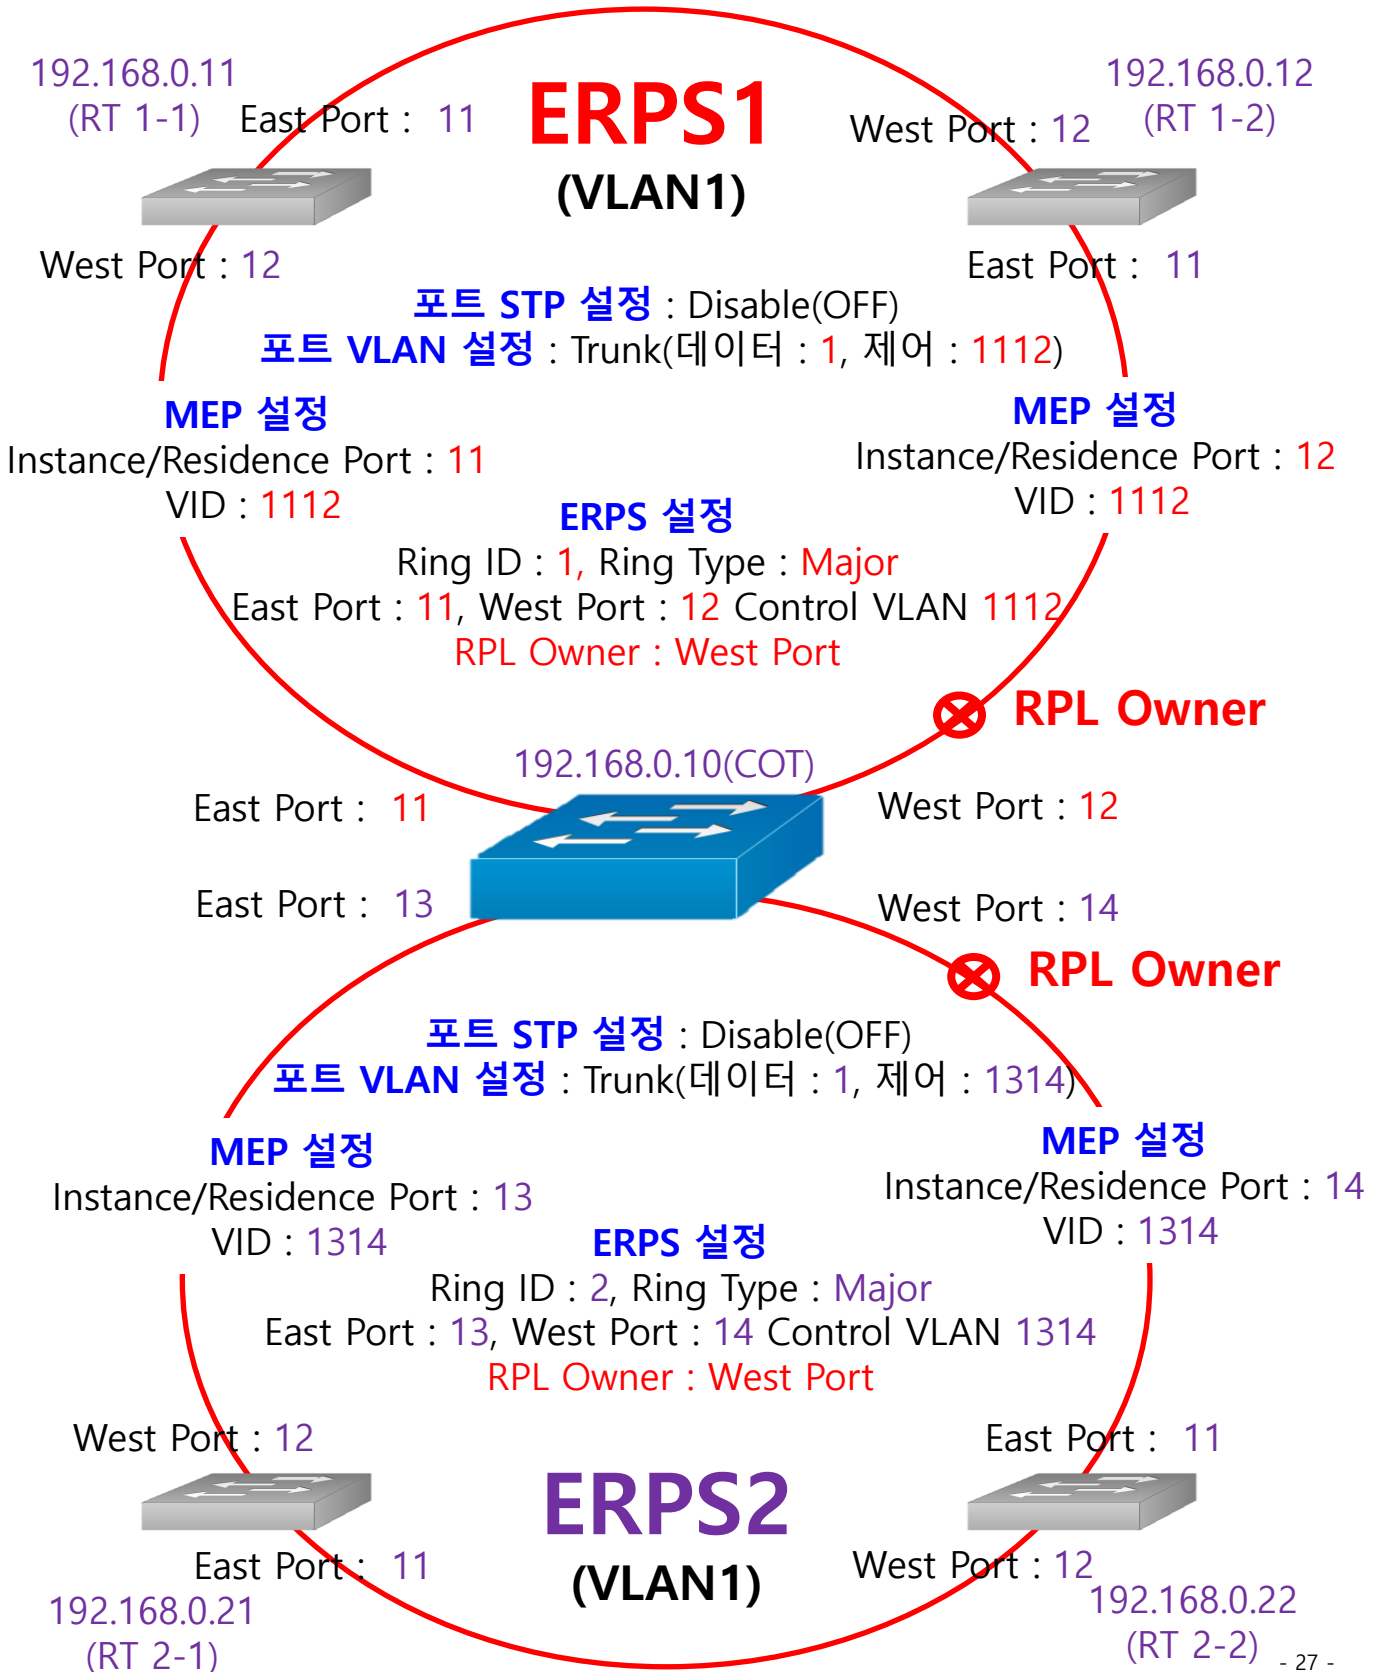 192.168.0.11
(RT 1-1)
East Port : 11
ERPS1
(VLAN1)
192.168.0.12
(RT 1-2)
West Port : 12
West Port : 12
East Port : 11
포트 STP 설정 : Disable(OFF)
포트 VLAN 설정 : Trunk(데이터 : 1, 제어 : 1112)
MEP 설정
Instance/Residence Port : 11
VID : 1112
MEP 설정
Instance/Residence Port : 12
VID : 1112
ERPS 설정
Ring ID : 1, Ring Type : Major
East Port : 11, West Port : 12 Control VLAN 1112
RPL Owner : West Port
RPL Owner
192.168.0.10(COT)
East Port : 11
West Port : 12
East Port : 13
West Port : 14
RPL Owner
포트 STP 설정 : Disable(OFF)
포트 VLAN 설정 : Trunk(데이터 : 1, 제어 : 1314)
MEP 설정
Instance/Residence Port : 13
VID : 1314
MEP 설정
Instance/Residence Port : 14
VID : 1314
ERPS 설정
Ring ID : 2, Ring Type : Major
East Port : 13, West Port : 14 Control VLAN 1314
RPL Owner : West Port
West Port : 12
East Port : 11
ERPS2
(VLAN1)
East Port : 11
192.168.0.21
(RT 2-1)
West Port : 12
192.168.0.22
(RT 2-2)
- 27 -